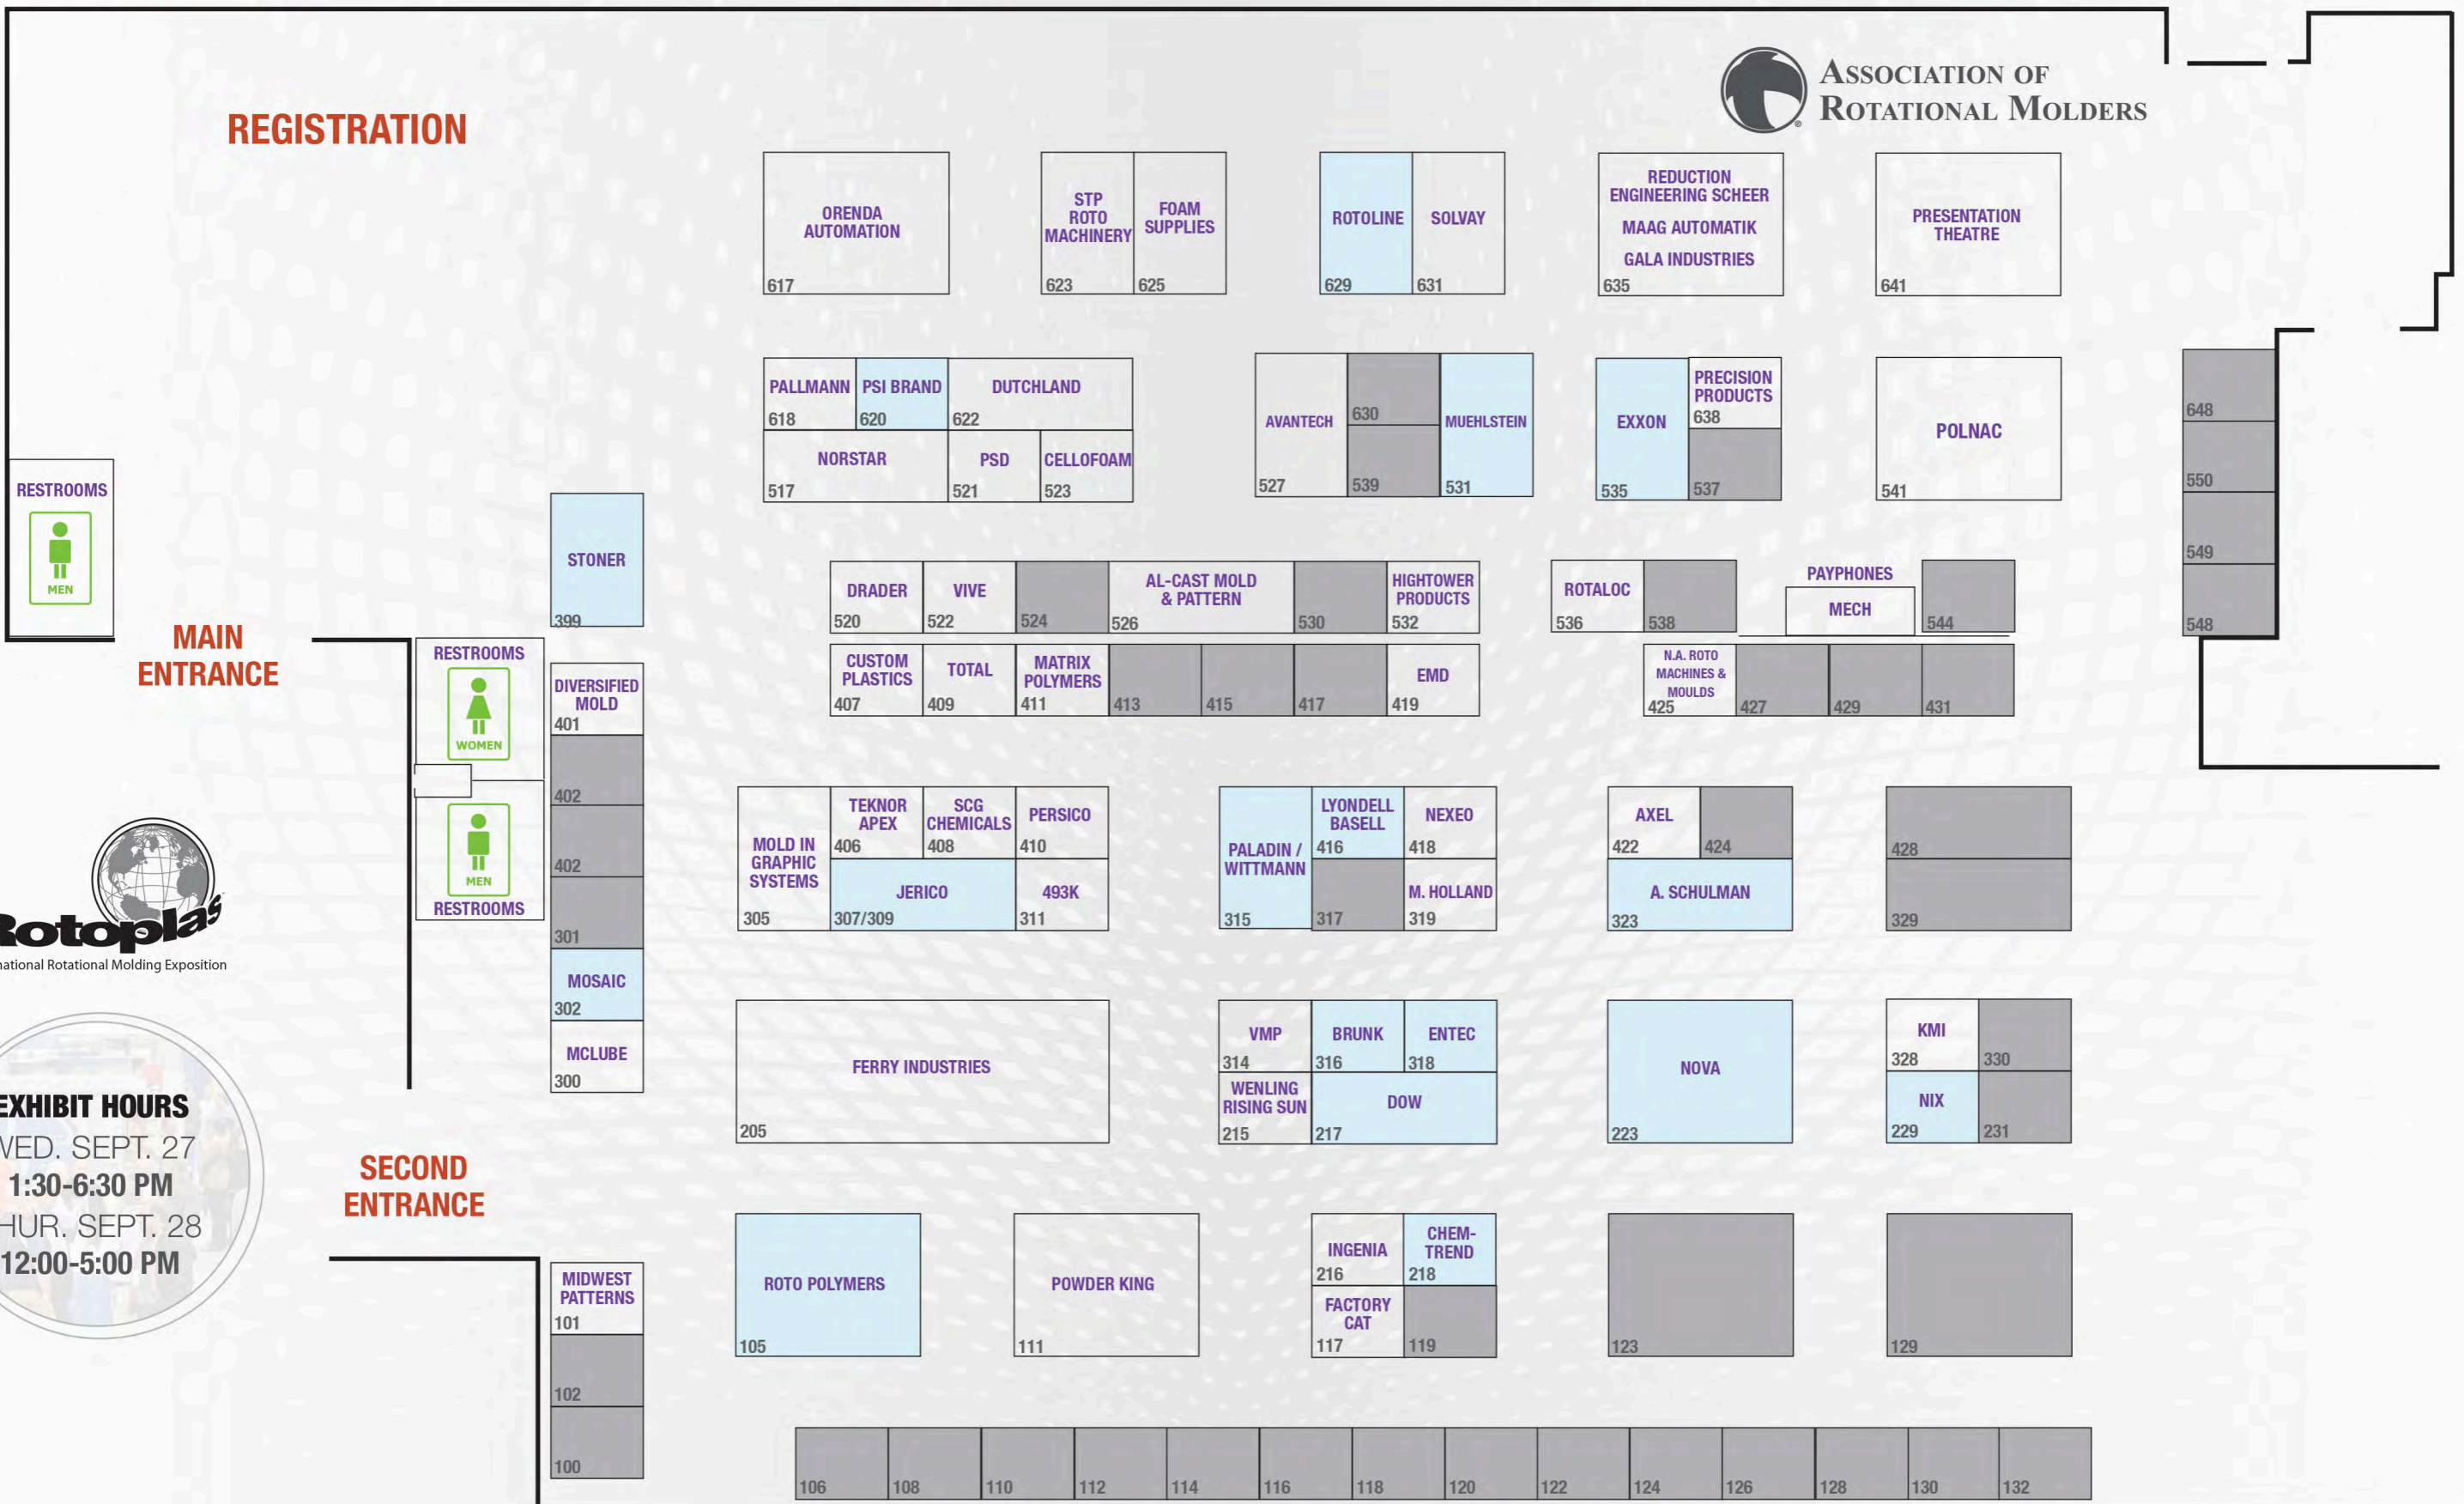 ASSOCIATION OF
ROTATIONAL MOLDERS
REGISTRATION
ORENDA
AUTOMATION
617
STP
ROTO
MACHINERY
623
FOAM
SUPPLIES
625
ROTOLINE
629
SOLVAY
631
REDUCTION
ENGINEERING SCHEER
MAAG AUTOMATIK
GALA INDUSTRIES
635
PRESENTATION
THEATRE
641
PALLMANN
618
PSI BRAND
620
DUTCHLAND
622
NORSTAR
517
PSD
521
CELLOFOAM
523
AVANTECH
527
630
539
MUEHLSTEIN
531
EXXON
535
PRECISION
PRODUCTS
638
537
POLNAC
541
648
550
549
548
RESTROOMS
MEN
MAIN
ENTRANCE
STONER
399
DRADER
520
VIVE
522
524
AL-CAST MOLD
& PATTERN
526
530
HIGHTOWER
PRODUCTS
532
ROTALOC
536
538
PAYPHONES
MECH
544
CUSTOM
PLASTICS
407
TOTAL
409
MATRIX
POLYMERS
411
413
415
417
EMD
419
N.A. ROTO
MACHINES &
MOULDS
425
427
429
431
RESTROOMS
WOMEN
MEN
RESTROOMS
DIVERSIFIED
MOLD
401
402
402
301
MOSAIC
302
MCLUBE
300
MOLD IN
GRAPHIC
SYSTEMS
305
TEKNOR
APEX
406
SCG
CHEMICALS
408
PERSICO
410
JERICO
307/309
493K
311
PALADIN /
WITTMANN
315
LYONDELL
BASELL
416
NEXEO
418
317
M. HOLLAND
319
AXEL
422
424
A. SCHULMAN
323
428
329
Rotoplas
national Rotational Molding Exposition
EXHIBIT HOURS
WED. SEPT. 27
1:30-6:30 PM
HUR. SEPT. 28
12:00-5:00 PM
SECOND
ENTRANCE
FERRY INDUSTRIES
205
VMP
314
BRUNK
316
ENTEC
318
WENLING
RISING SUN
215
DOW
217
NOVA
223
KMI
328
330
NIX
229
231
MIDWEST
PATTERNS
101
102
100
ROTO POLYMERS
105
POWDER KING
111
INGENIA
216
CHEM-
TREND
218
FACTORY
CAT
117
119
123
129
106
108
110
112
114
116
118
120
122
124
126
128
130
132